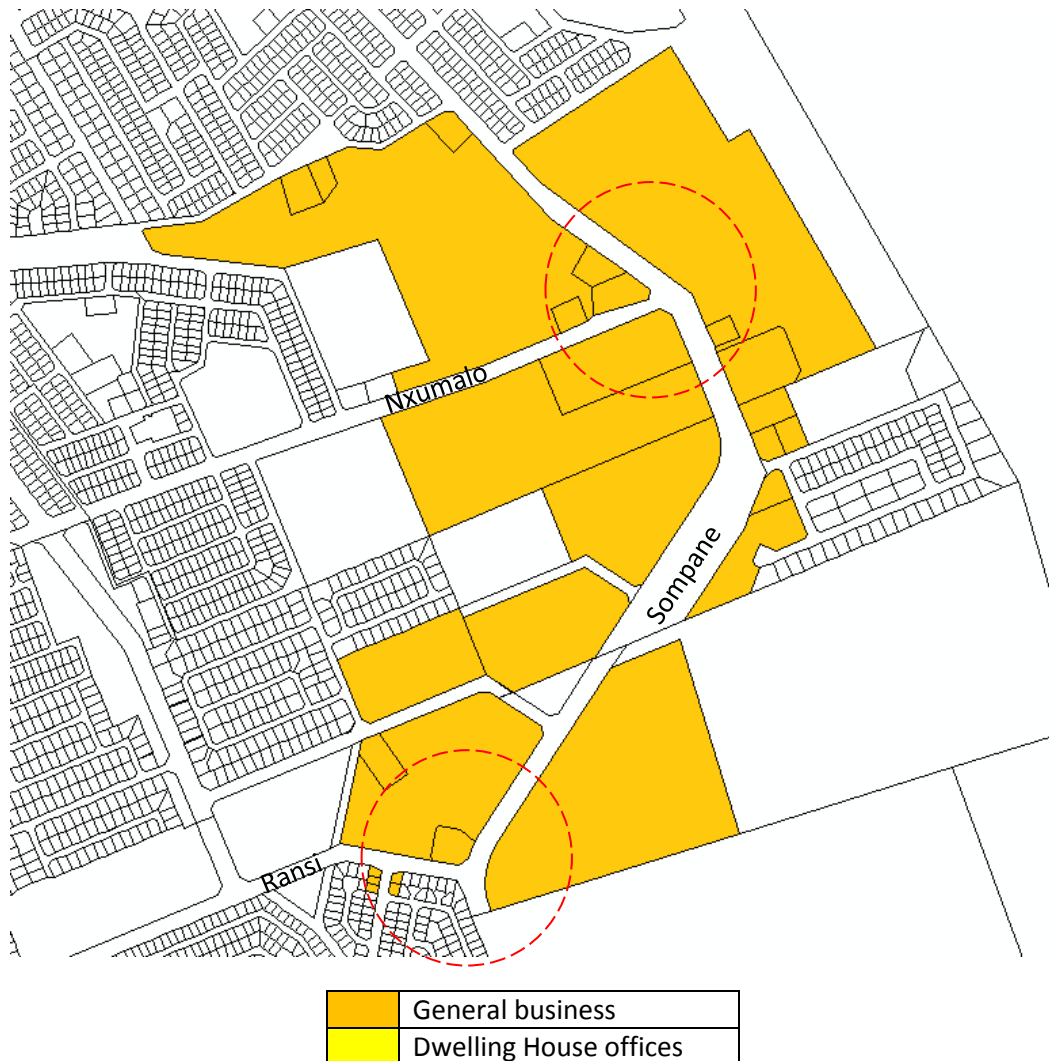 Nxumalo
Sompane
Ransi
General business
Dwelling House offices